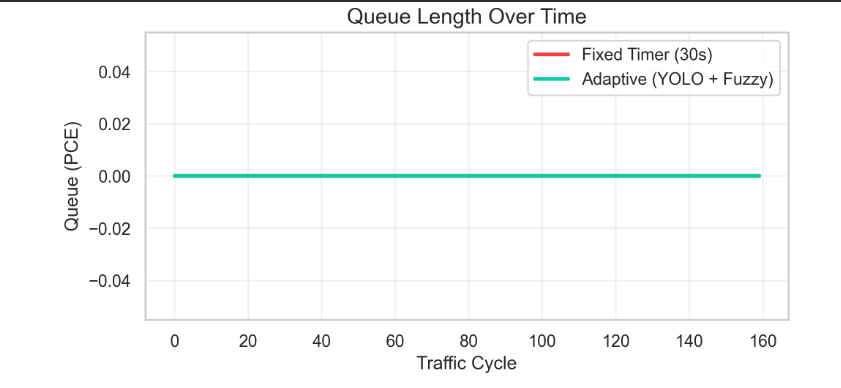 Queue Length Over Time
Fixed Timer (30s)
Adaptive (YOLO + Fuzzy)
0.04
0.02
0.00
−0.02
−0.04
Queue (PCE)
0 20 40 60 80 100 120 140 160
Traffic Cycle